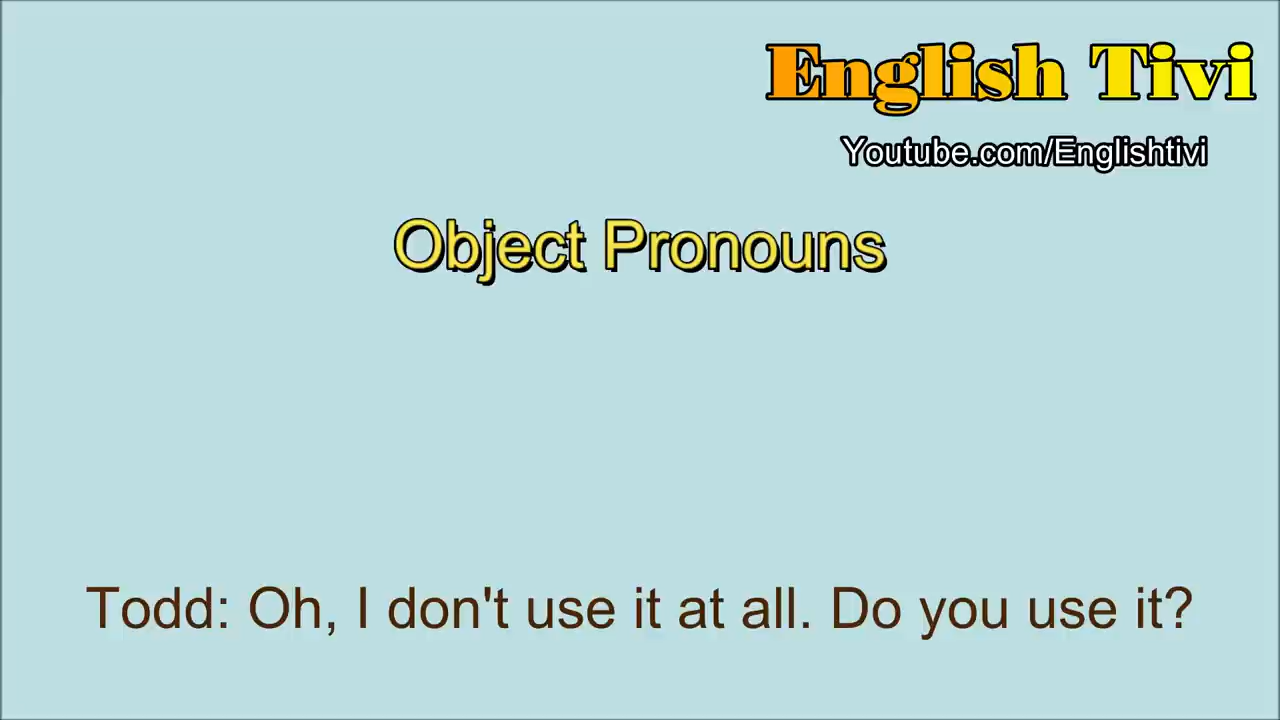 English Tivi
Youtube.com/Englishtivi
Object Pronouns
Todd: Oh, I don't use it at all. Do you use it?